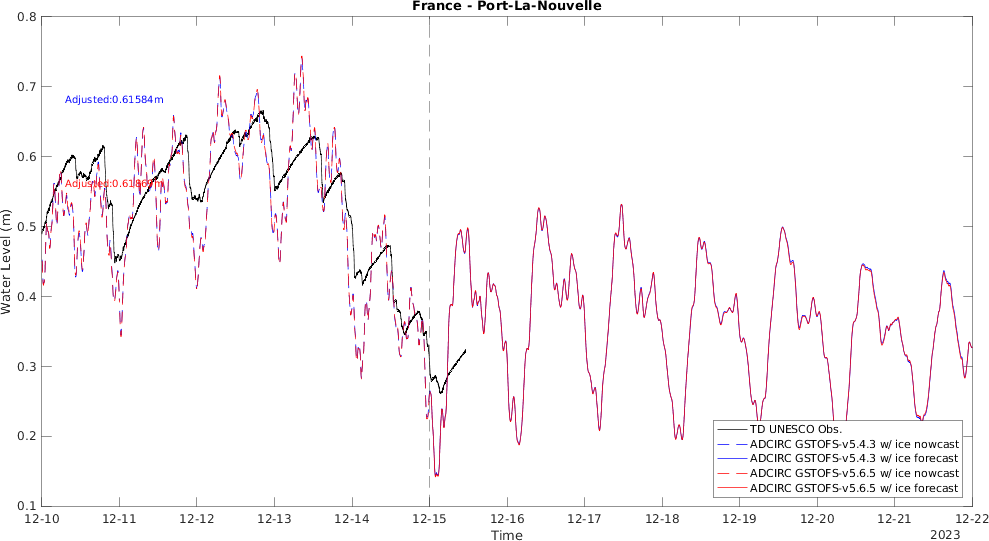 France - Port-La-Nouvelle
0.8
0.7
0.6
0.5
0.4
0.3
0.2
0.1
Water Level (m)
Adjusted:0.61584m
TD UNESCO Obs.
ADCIRC GSTOFS-v5.4.3 w/ ice nowcast
ADCIRC GSTOFS-v5.4.3 w/ ice forecast
ADCIRC GSTOFS-v5.6.5 w/ ice nowcast
ADCIRC GSTOFS-v5.6.5 w/ ice forecast
12-10 12-11 12-12 12-13 12-14 12-15 12-16 12-17 12-18 12-19 12-20 12-21 12-22
Time
2023